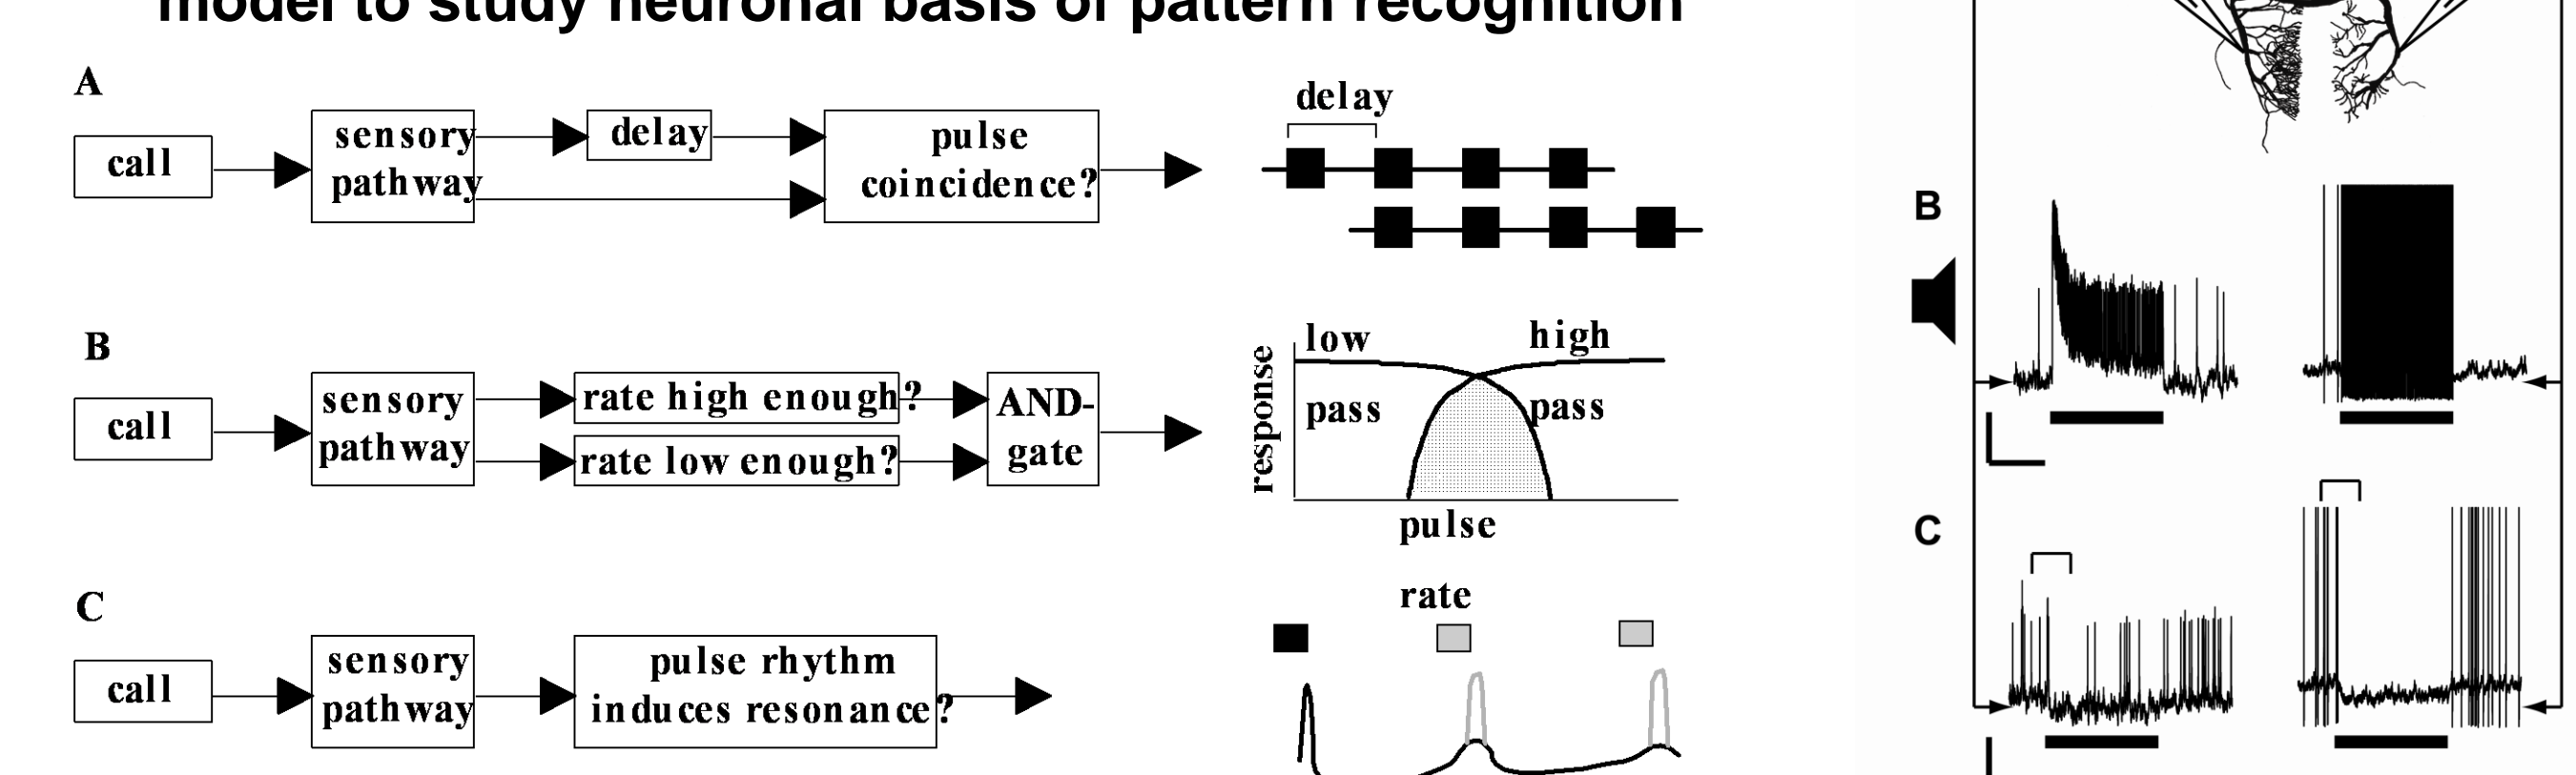 model to study neuronal basis of pattern recognition
A
call
sensory
pathway
delay
pulse
coincidence?
delay
B
call
sensory
pathway
rate high enough?
rate low enough?
AND-
gate
response
low
pass
high
pass
pulse
rate
C
call
sensory
pathway
pulse rhythm
induces resonance?
B
C